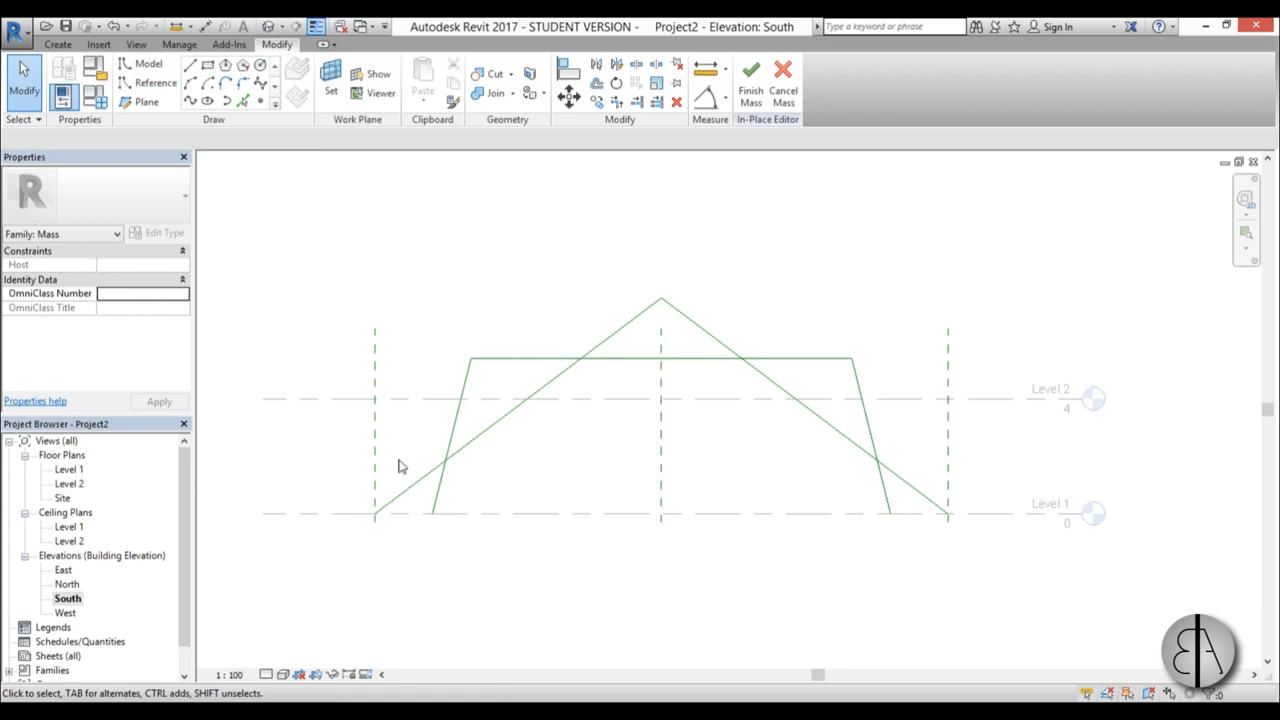 Autodesk Revit 2017 - STUDENT VERSION - Project2 - Elevation: South
Type a keyword or phrase
Sign In
Create Insert View Manage Add-Ins Modify
Modify
Model
Reference
Plane
Set
Show
Viewer
Paste
Cut
Join
Finish Mass
Cancel Mass
Select Properties Draw Work Plane Clipboard Geometry Modify Measure In-Place Editor
Properties
R
Family: Mass
Edit Type
Constraints
Host
Identity Data
OmniClass Number
OmniClass Title
Properties help
Apply
Project Browser - Project2
Views (all)
Floor Plans
Level 1
Level 2
Site
Ceiling Plans
Level 1
Level 2
Elevations (Building Elevation)
East
North
South
West
Legends
Schedules/Quantities
Sheets (all)
Families
Level 2
4
Level 1
0
1 : 100
Click to select, TAB for alternates, CTRL adds, SHIFT unselects.
:0